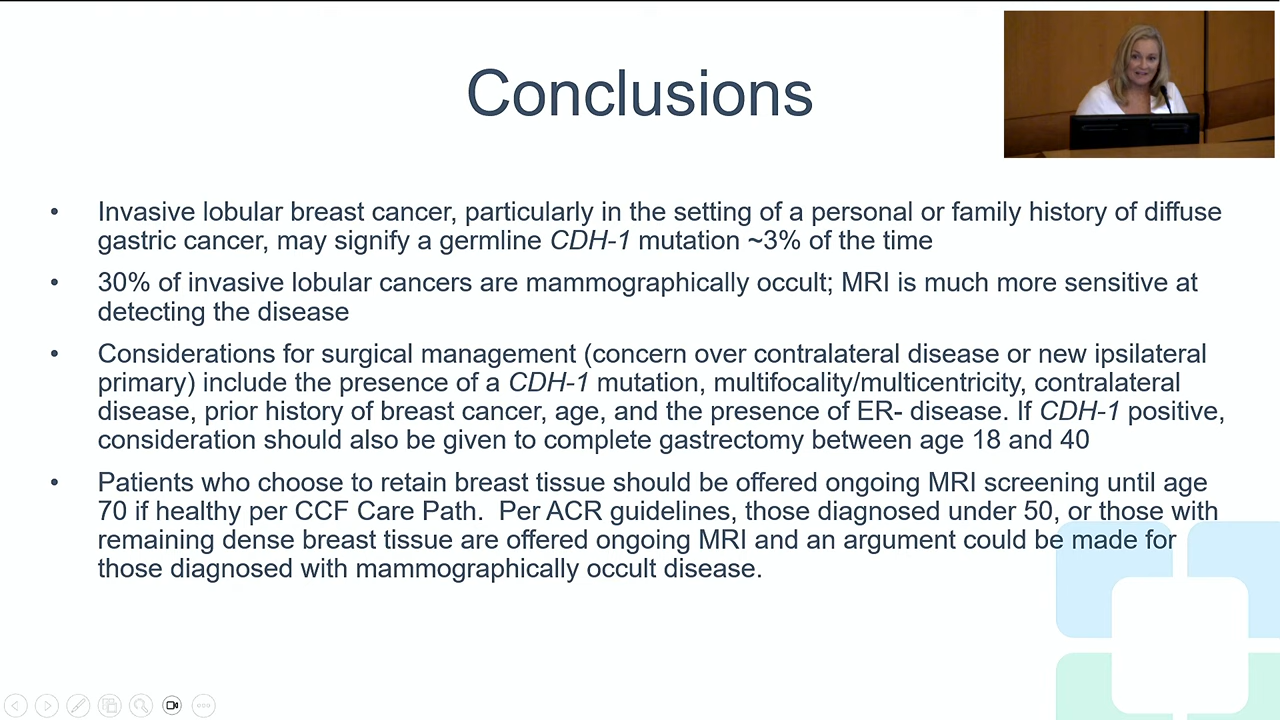 Conclusions
• Invasive lobular breast cancer, particularly in the setting of a personal or family history of diffuse
gastric cancer, may signify a germline CDH-1 mutation ~3% of the time
• 30% of invasive lobular cancers are mammographically occult; MRI is much more sensitive at
detecting the disease
• Considerations for surgical management (concern over contralateral disease or new ipsilateral
primary) include the presence of a CDH-1 mutation, multifocality/multicentricity, contralateral
disease, prior history of breast cancer, age, and the presence of ER- disease. If CDH-1 positive,
consideration should also be given to complete gastrectomy between age 18 and 40
• Patients who choose to retain breast tissue should be offered ongoing MRI screening until age
70 if healthy per CCF Care Path.  Per ACR guidelines, those diagnosed under 50, or those with
remaining dense breast tissue are offered ongoing MRI and an argument could be made for
those diagnosed with mammographically occult disease.